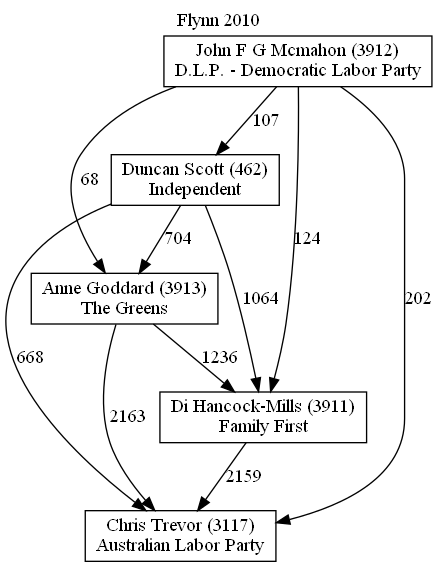 Flynn 2010
John F G Mcmahon (3912)
D.L.P. - Democratic Labor Party
107
Duncan Scott (462)
Independent
68
704
124
Anne Goddard (3913)
The Greens
1064
202
668
1236
Di Hancock-Mills (3911)
Family First
2163
2159
Chris Trevor (3117)
Australian Labor Party